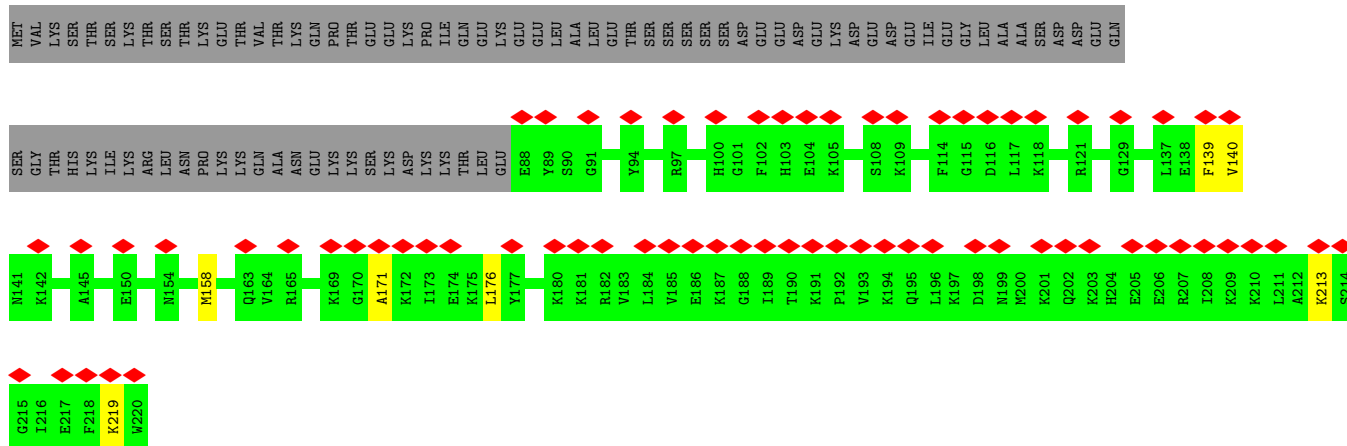 MET VAL LYS SER THR SER LYS THR SER THR LYS GLU THR VAL THR LYS GLN PRO THR GLU GLU LYS PRO ILE GLN GLU LYS GLU GLU LEU ALA LEU GLU THR SER SER SER SER SER ASP GLU GLU ASP GLU LYS ASP GLU ASP GLU ILE GLU GLY LEU ALA ALA SER ASP ASP GLU GLN
SER GLY THR HIS LYS ILE LYS ARG LEU ASN PRO LYS LYS GLN ALA ASN GLU LYS LYS SER LYS ASP LYS LYS THR LEU GLU E88 Y89 S90 G91 Y94 R97 H100 G101 F102 H103 E104 K105 S108 K109 F114 G115 D116 L117 K118 R121 G129 L137 E138 F139 V140
N141 K142 A145 E150 N154 M158 Q163 V164 R165 K169 G170 A171 K172 I173 E174 K175 L176 Y177 K180 K181 R182 V183 L184 V185 E186 K187 G188 I189 T190 K191 P192 V193 K194 Q195 L196 K197 D198 N199 M200 K201 Q202 K203 H204 E205 E206 R207 I208 K209 K210 L211 A212 K213 S214
G215 I216 E217 F218 K219 W220